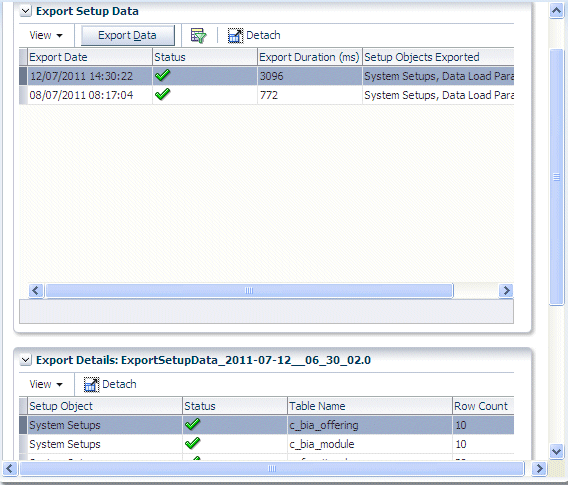 Export Setup Data
View Export Data Detach
Export Date Status Export Duration (ms) Setup Objects Exported
12/07/2011 14:30:22 3096 System Setups, Data Load Para
08/07/2011 08:17:04 772 System Setups, Data Load Para
Export Details: ExportSetupData_2011-07-12__06_30_02.0
View Detach
Setup Object Status Table Name Row Count
System Setups c_bia_offering 10
System Setups c_bia_module 10